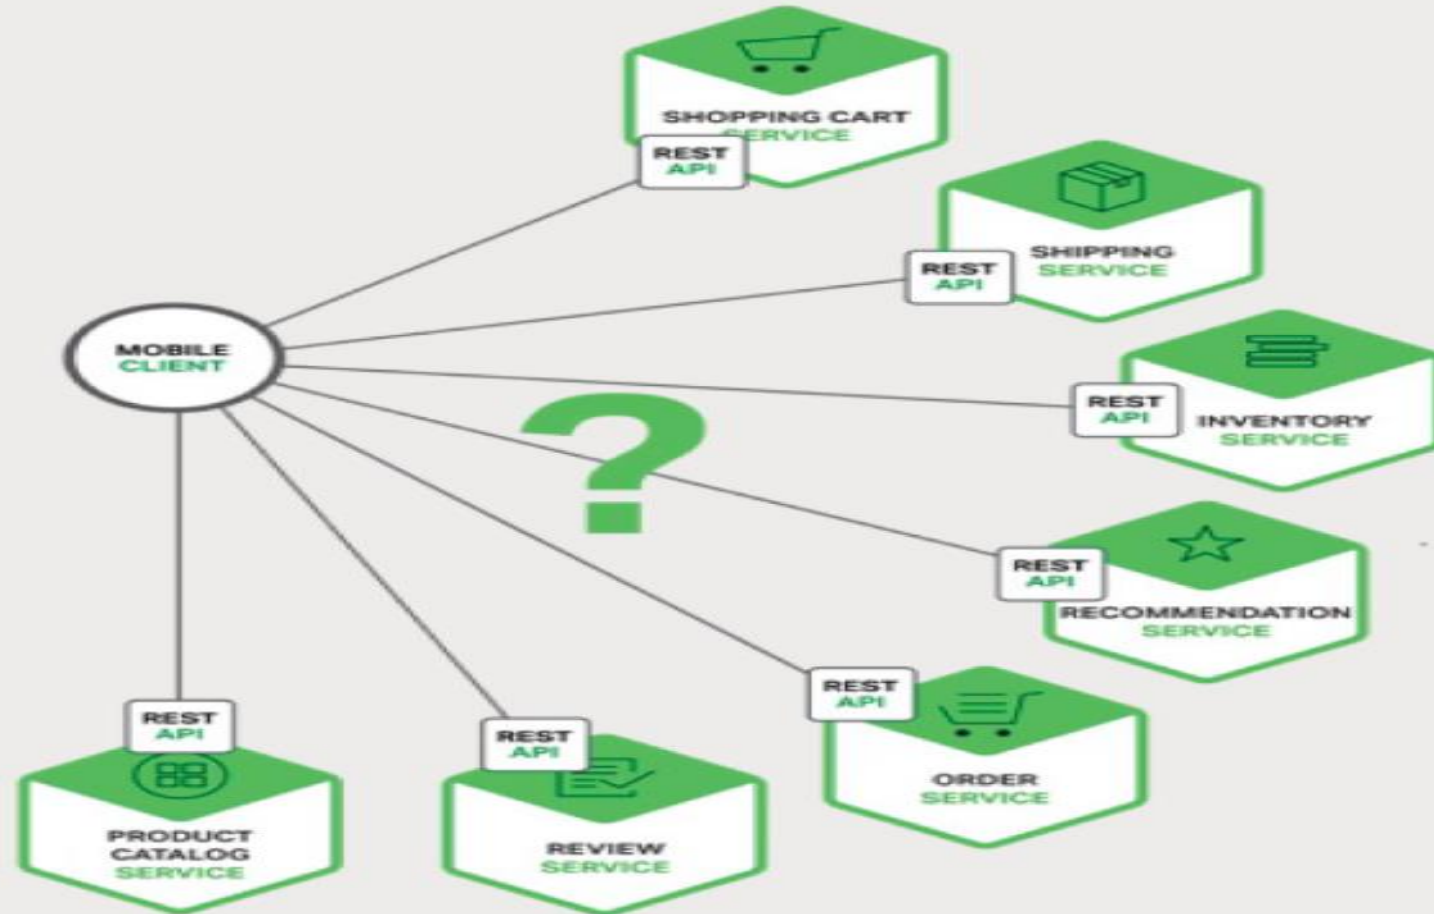 SHOPPING CART
SERVICE
REST
API
SHIPPING
SERVICE
REST
API
MOBILE
CLIENT
INVENTORY
SERVICE
REST
API
?
RECOMMENDATION
SERVICE
REST
API
ORDER
SERVICE
REST
API
REVIEW
SERVICE
REST
API
PRODUCT
CATALOG
SERVICE
REST
API